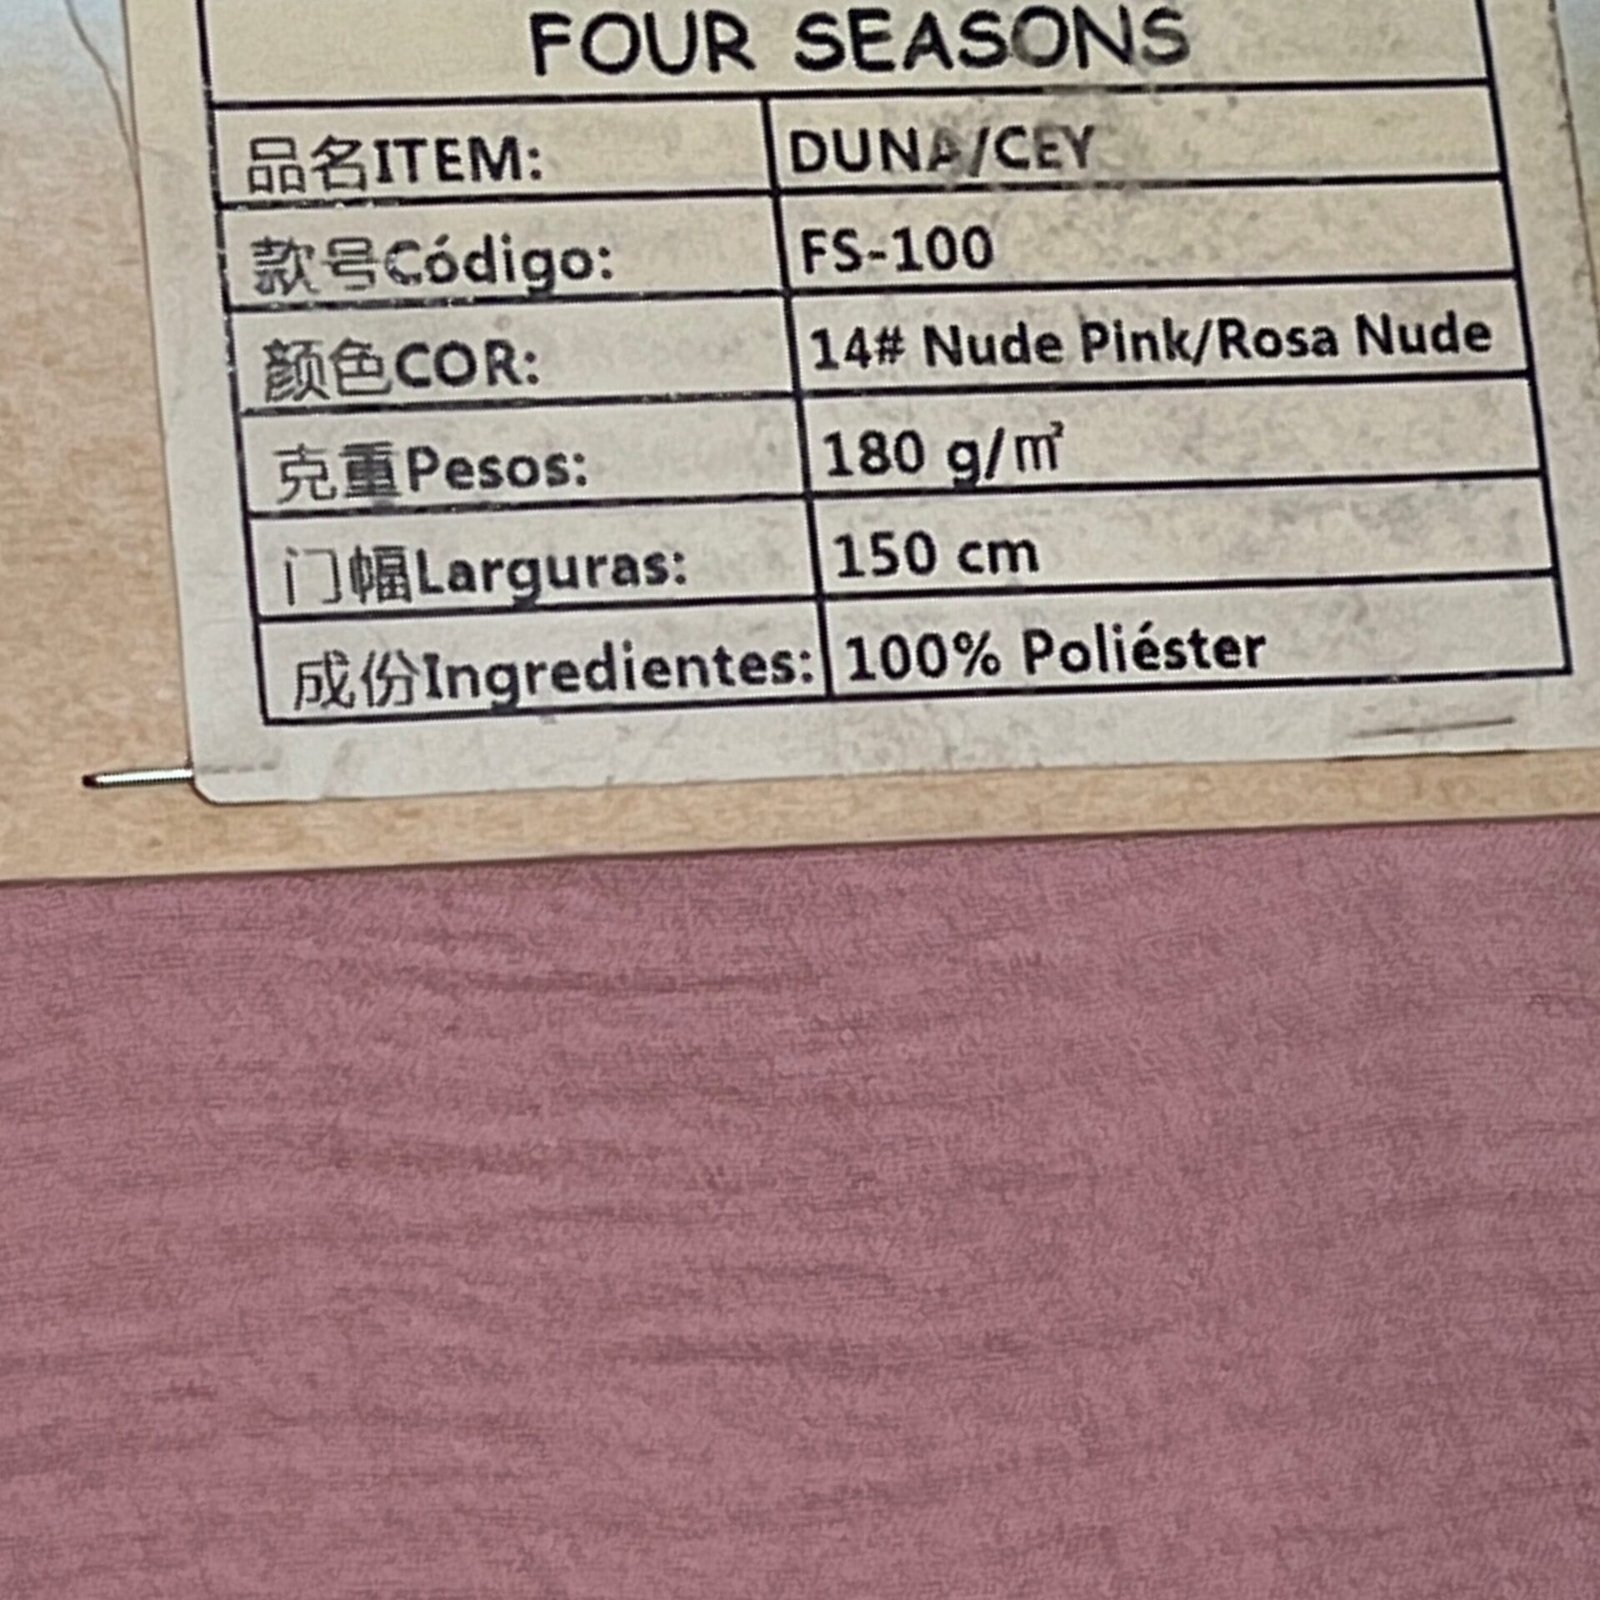 FOUR SEASONS
品名ITEM: DUNA/CEY
款号Código: FS-100
颜色COR: 14# Nude Pink/Rosa Nude
克重Pesos: 180 g/㎡
门幅Larguras: 150 cm
成份Ingredientes: 100% Poliéster